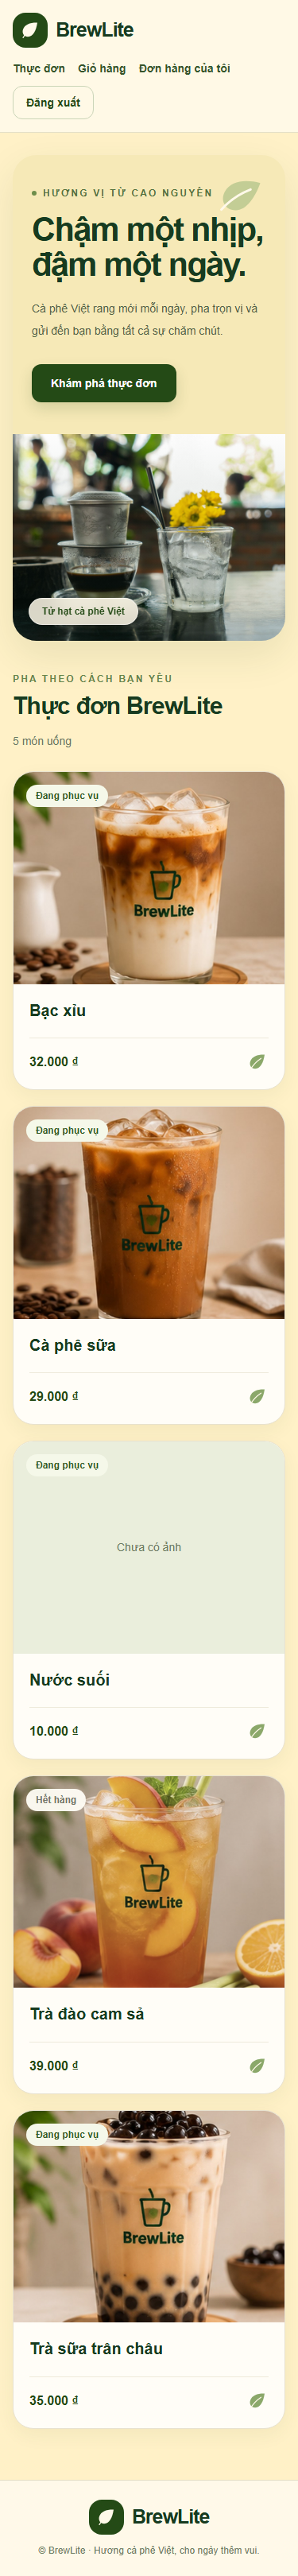 BrewLite
Thực đơn Giỏ hàng Đơn hàng của tôi
Đăng xuất
HƯƠNG VỊ TỪ CAO NGUYÊN
Chậm một nhịp,
đậm một ngày.
Cà phê Việt rang mới mỗi ngày, pha trọn vị và
gửi đến bạn bằng tất cả sự chăm chút.
Khám phá thực đơn
Từ hạt cà phê Việt
PHA THEO CÁCH BẠN YÊU
Thực đơn BrewLite
5 món uống
Đang phục vụ
BrewLite
Bạc xỉu
32.000 ₫
Đang phục vụ
BrewLite
Cà phê sữa
29.000 ₫
Đang phục vụ
Chưa có ảnh
Nước suối
10.000 ₫
Hết hàng
BrewLite
Trà đào cam sả
39.000 ₫
Đang phục vụ
BrewLite
Trà sữa trân châu
35.000 ₫
BrewLite
© BrewLite · Hương cà phê Việt, cho ngày thêm vui.